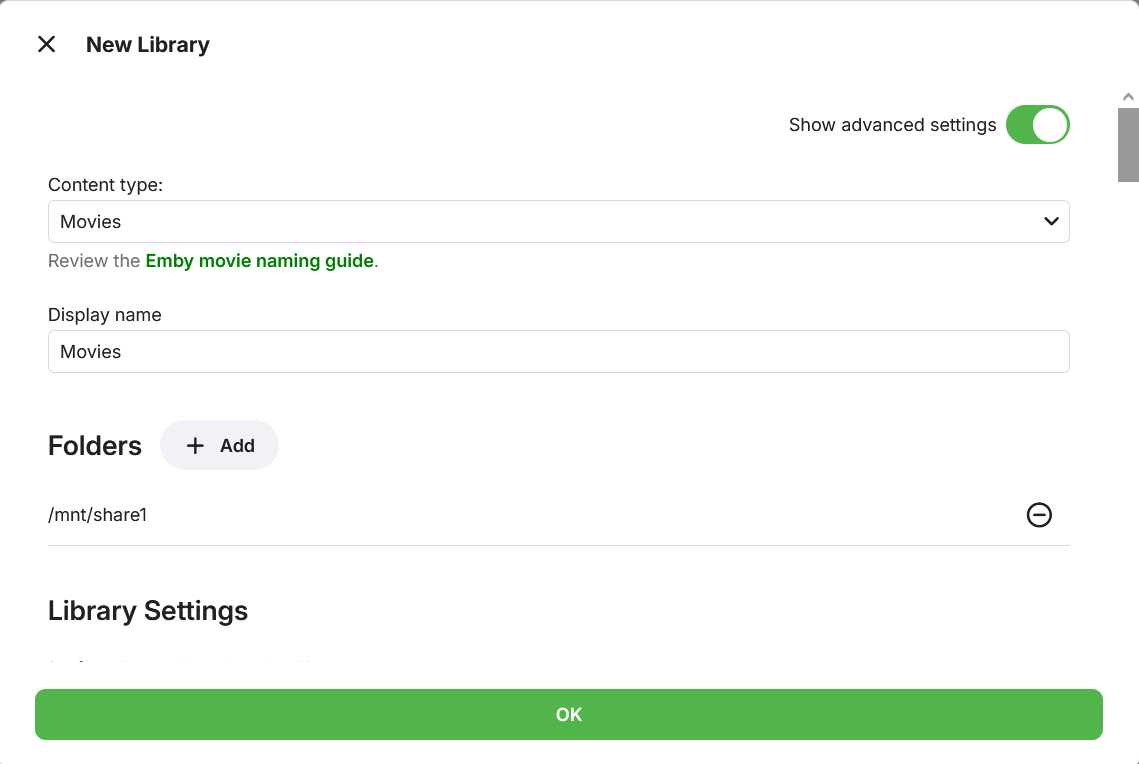 New Library
Show advanced settings
Content type:
Movies
Review the Emby movie naming guide.
Display name
Movies
Folders
Add
/mnt/share1
Library Settings
OK